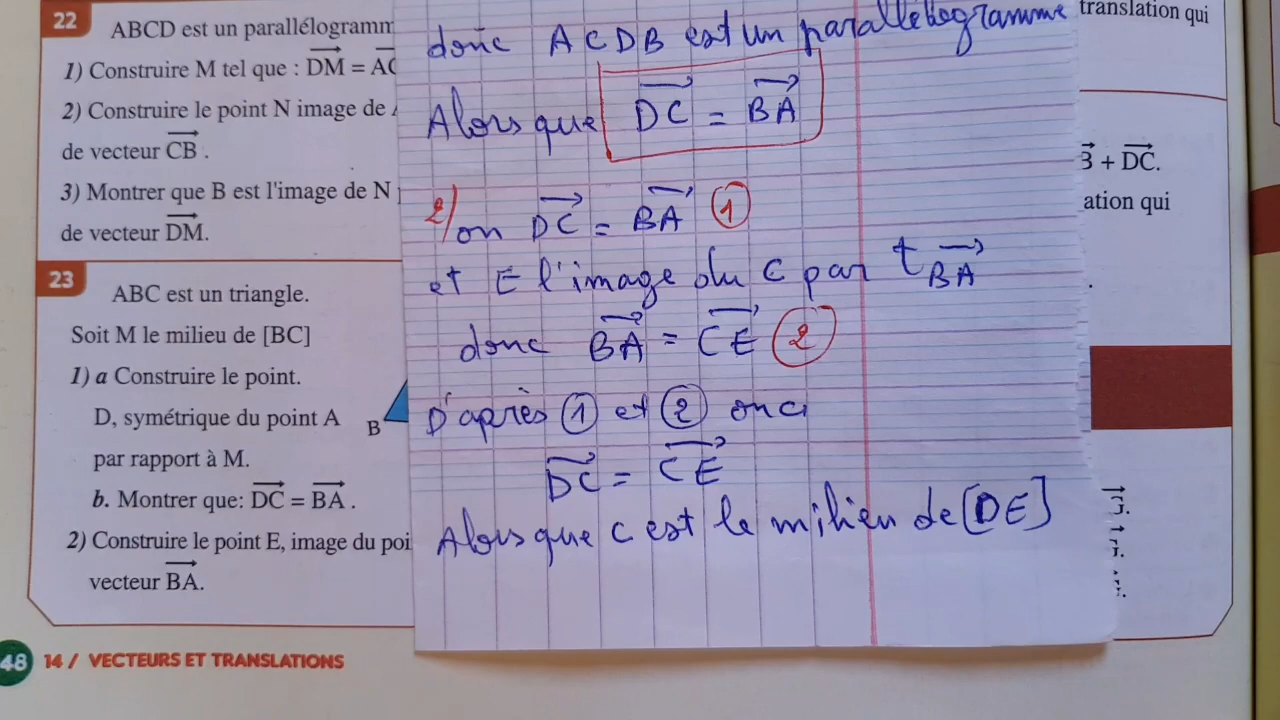 22
ABCD est un parallélogramm
1) Construire M tel que : DM = AC
2) Construire le point N image de
de vecteur CB .
3) Montrer que B est l'image de N
de vecteur DM.
23
ABC est un triangle.
Soit M le milieu de [BC]
1) a Construire le point.
D, symétrique du point A
par rapport à M.
b. Montrer que: DC = BA .
2) Construire le point E, image du poi
vecteur BA.
B
donc ACDB est un parallélogramme
Alors que DC = BA
2/ on DC = BA 1
et E l'image du C par t BA
donc BA = CE 2
D'après 1 et 2 on a
DC = CE
Alors que C est le milieu de [DE]
translation qui
B + DC.
ation qui
48 14 / VECTEURS ET TRANSLATIONS